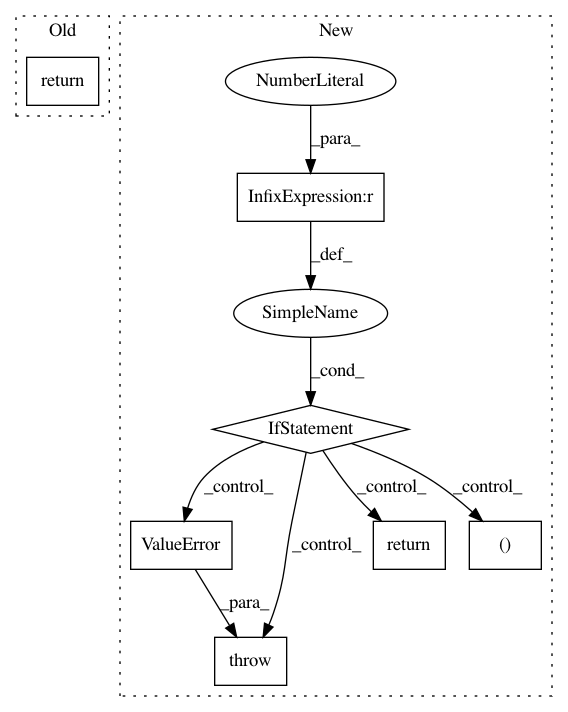 Old
New
return
NumberLiteral
_para_
InfixExpression:r
_def_
SimpleName
_cond_
IfStatement
_control_
_control_
_control_
_control_
ValueError
return
()
_para_
throw